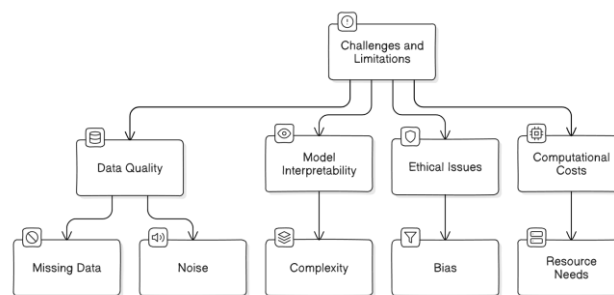 Challenges and
Limitations
Data Quality
Model
Interpretability
Ethical Issues
Computational
Costs
Missing Data
Noise
Complexity
Bias
Resource
Needs